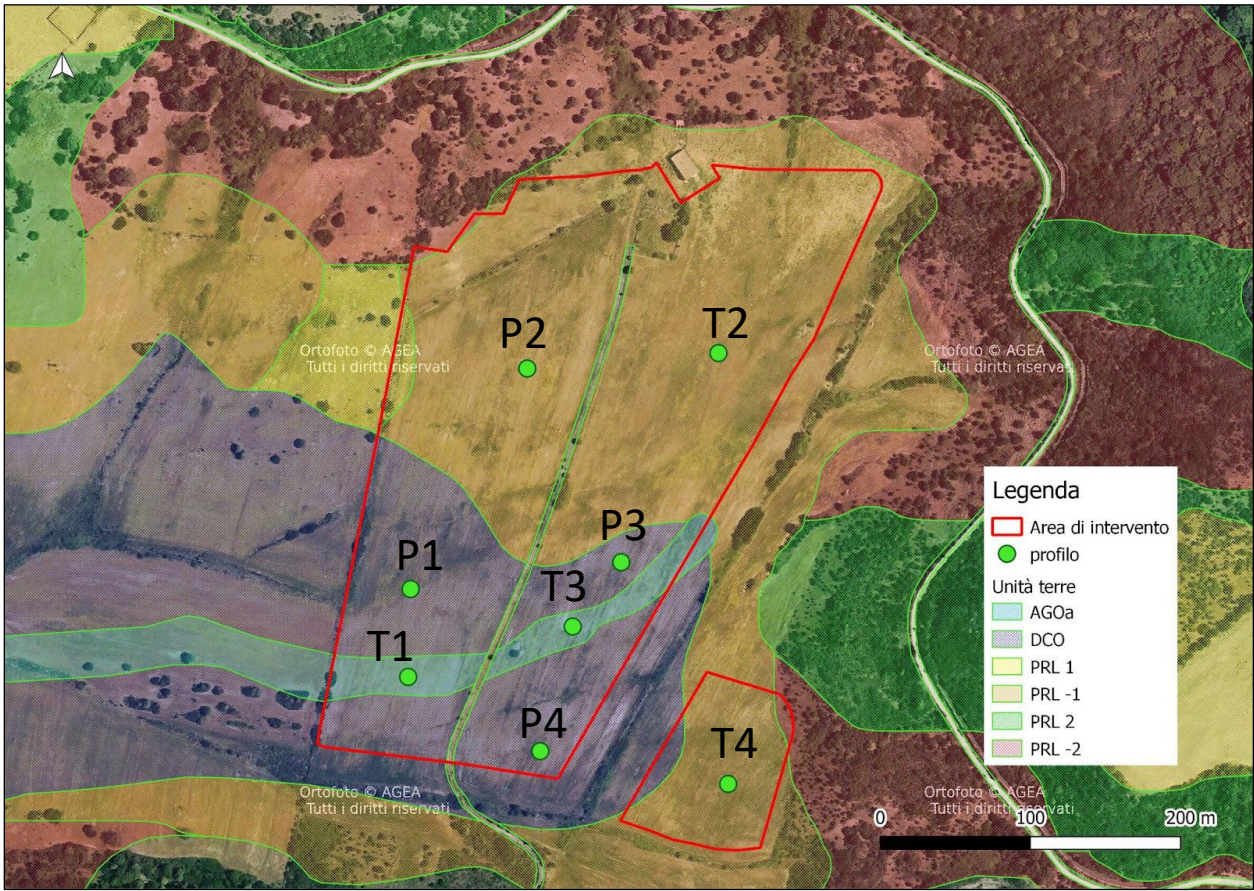 P2
T2
Ortofoto © AGEA
Tutti i diritti riservati
Ortofoto © AGEA
Tutti i diritti riservati
P1
P3
T3
T1
P4
T4
Ortofoto © AGEA
Tutti i diritti riservati
Ortofoto © AGEA
Tutti i diritti riservati
Legenda
Area di intervento
profilo
Unità terre
AGOa
DCO
PRL 1
PRL -1
PRL 2
PRL -2
0 100 200 m